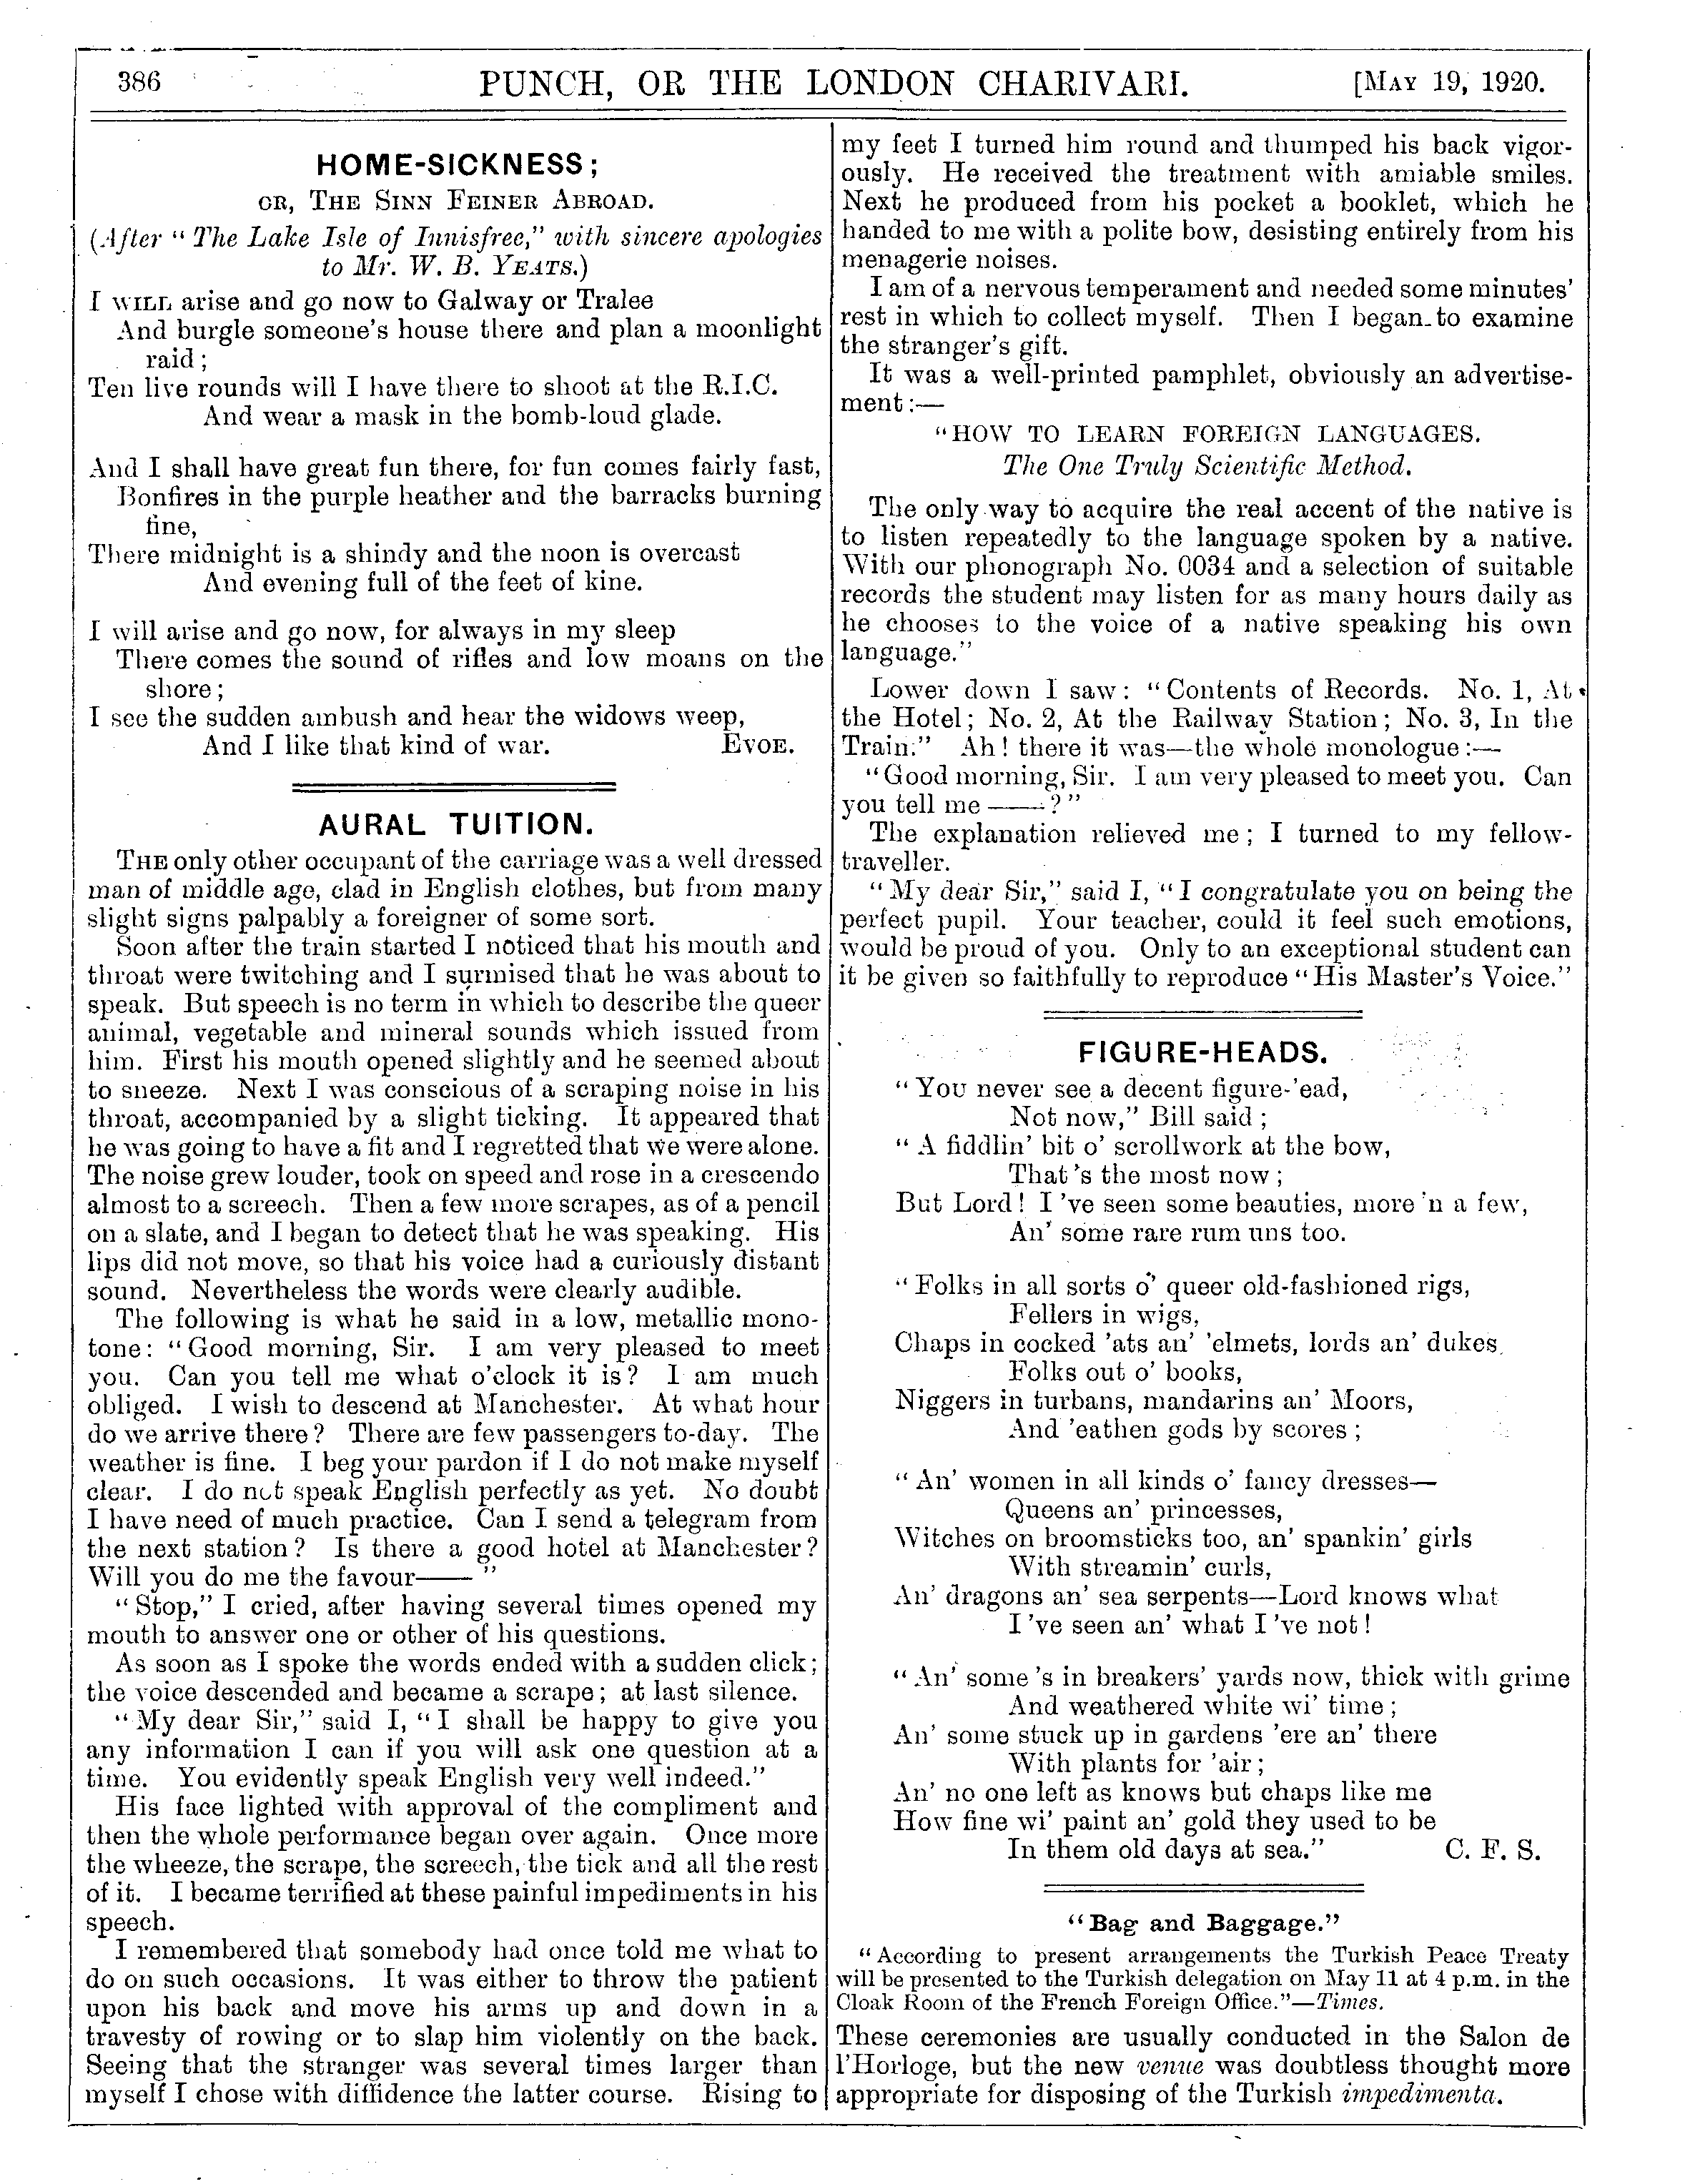 386
PUNCH, OR THE LONDON CHARIVARI.
[MAY 19, 1920.
HOME-SICKNESS;
OR, THE SINN FEINER ABROAD.
(After "The Lake Isle of Innisfree," with sincere apologies
to Mr. W. B. YEATS.)
I WILL arise and go now to Galway or Tralee
And burgle someone's house there and plan a moonlight
raid;
Ten live rounds will I have there to shoot at the R.I.C.
And wear a mask in the bomb-loud glade.
And I shall have great fun there, for fun comes fairly fast,
Bonfires in the purple heather and the barracks burning
fine,
There midnight is a shindy and the noon is overcast
And evening full of the feet of kine.
I will arise and go now, for always in my sleep
There comes the sound of rifles and low moans on the
shore;
I see the sudden ambush and hear the widows weep,
And I like that kind of war. EVOE.
AURAL TUITION.
THE only other occupant of the carriage was a well dressed
man of middle age, clad in English clothes, but from many
slight signs palpably a foreigner of some sort.
Soon after the train started I noticed that his mouth and
throat were twitching and I surmised that he was about to
speak. But speech is no term in which to describe the queer
animal, vegetable and mineral sounds which issued from
him. First his mouth opened slightly and he seemed about
to sneeze. Next I was conscious of a scraping noise in his
throat, accompanied by a slight ticking. It appeared that
he was going to have a fit and I regretted that we were alone.
The noise grew louder, took on speed and rose in a crescendo
almost to a screech. Then a few more scrapes, as of a pencil
on a slate, and I began to detect that he was speaking. His
lips did not move, so that his voice had a curiously distant
sound. Nevertheless the words were clearly audible.
The following is what he said in a low, metallic mono-
tone: "Good morning, Sir. I am very pleased to meet
you. Can you tell me what o'clock it is? I am much
obliged. I wish to descend at Manchester. At what hour
do we arrive there? There are few passengers to-day. The
weather is fine. I beg your pardon if I do not make myself
clear. I do not speak English perfectly as yet. No doubt
I have need of much practice. Can I send a telegram from
the next station? Is there a good hotel at Manchester?
Will you do me the favour—— "
"Stop," I cried, after having several times opened my
mouth to answer one or other of his questions.
As soon as I spoke the words ended with a sudden click;
the voice descended and became a scrape; at last silence.
"My dear Sir," said I, "I shall be happy to give you
any information I can if you will ask one question at a
time. You evidently speak English very well indeed."
His face lighted with approval of the compliment and
then the whole performance began over again. Once more
the wheeze, the scrape, the screech, the tick and all the rest
of it. I became terrified at these painful impediments in his
speech.
I remembered that somebody had once told me what to
do on such occasions. It was either to throw the patient
upon his back and move his arms up and down in a
travesty of rowing or to slap him violently on the back.
Seeing that the stranger was several times larger than
myself I chose with diffidence the latter course. Rising to
my feet I turned him round and thumped his back vigor-
ously. He received the treatment with amiable smiles.
Next he produced from his pocket a booklet, which he
handed to me with a polite bow, desisting entirely from his
menagerie noises.
I am of a nervous temperament and needed some minutes'
rest in which to collect myself. Then I began to examine
the stranger's gift.
It was a well-printed pamphlet, obviously an advertise-
ment:—
"HOW TO LEARN FOREIGN LANGUAGES.
The One Truly Scientific Method.
The only way to acquire the real accent of the native is
to listen repeatedly to the language spoken by a native.
With our phonograph No. 0034 and a selection of suitable
records the student may listen for as many hours daily as
he chooses to the voice of a native speaking his own
language."
Lower down I saw: "Contents of Records. No. 1, At
the Hotel; No. 2, At the Railway Station; No. 3, In the
Train." Ah! there it was—the whole monologue:—
"Good morning, Sir. I am very pleased to meet you. Can
you tell me ——?"
The explanation relieved me; I turned to my fellow-
traveller.
"My dear Sir," said I, "I congratulate you on being the
perfect pupil. Your teacher, could it feel such emotions,
would be proud of you. Only to an exceptional student can
it be given so faithfully to reproduce "His Master's Voice."
FIGURE-HEADS.
"You never see a decent figure-'ead,
Not now," Bill said;
"A fiddlin' bit o' scrollwork at the bow,
That's the most now;
But Lord! I've seen some beauties, more 'n a few,
An' some rare rum uns too.
"Folks in all sorts o' queer old-fashioned rigs,
Fellers in wigs,
Chaps in cocked 'ats an' 'elmets, lords an' dukes,
Folks out o' books,
Niggers in turbans, mandarins an' Moors,
And 'eathen gods by scores;
"An' women in all kinds o' fancy dresses—
Queens an' princesses,
Witches on broomsticks too, an' spankin' girls
With streamin' curls,
An' dragons an' sea serpents—Lord knows what
I've seen an' what I've not!
"An' some's in breakers' yards now, thick with grime
And weathered white wi' time;
An' some stuck up in gardens 'ere an' there
With plants for 'air;
An' no one left as knows but chaps like me
How fine wi' paint an' gold they used to be
In them old days at sea." C. F. S.
"Bag and Baggage."
"According to present arrangements the Turkish Peace Treaty
will be presented to the Turkish delegation on May 11 at 4 p.m. in the
Cloak Room of the French Foreign Office."—Times.
These ceremonies are usually conducted in the Salon de
l'Horloge, but the new venue was doubtless thought more
appropriate for disposing of the Turkish impedimenta.